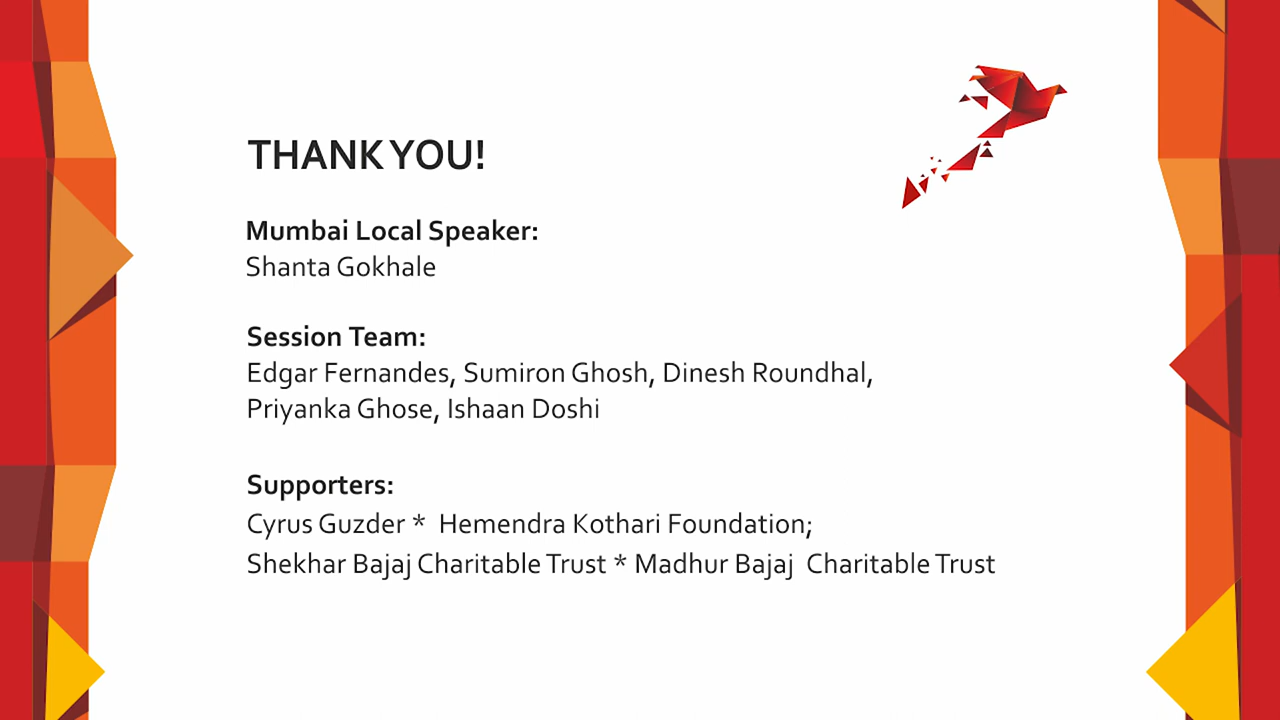 THANK YOU!
Mumbai Local Speaker:
Shanta Gokhale
Session Team:
Edgar Fernandes, Sumiron Ghosh, Dinesh Roundhal,
Priyanka Ghose, Ishaan Doshi
Supporters:
Cyrus Guzder * Hemendra Kothari Foundation;
Shekhar Bajaj Charitable Trust * Madhur Bajaj Charitable Trust